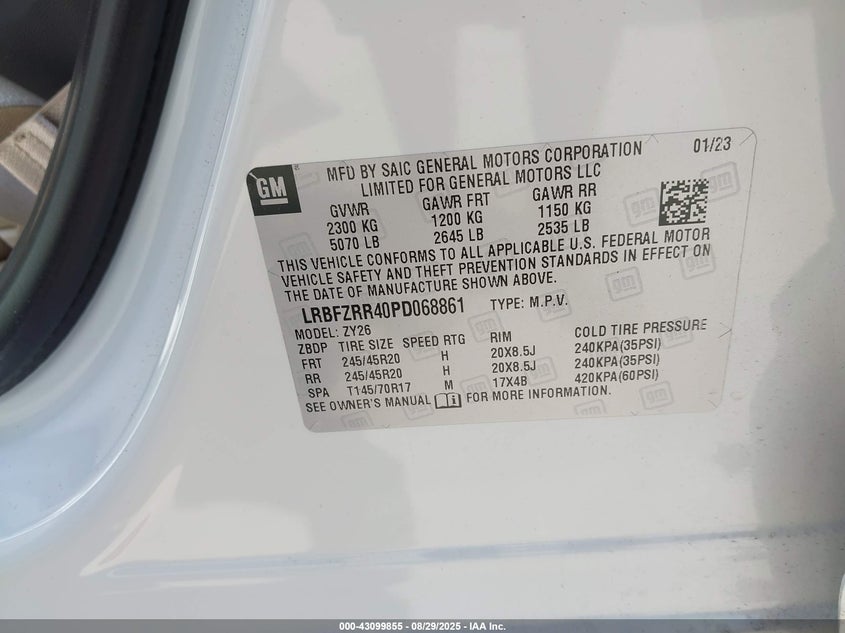 GM
MFD BY SAIC GENERAL MOTORS CORPORATION 01/23
LIMITED FOR GENERAL MOTORS LLC
GVWR GAWR FRT GAWR RR
2300 KG 1200 KG 1150 KG
5070 LB 2645 LB 2535 LB
THIS VEHICLE CONFORMS TO ALL APPLICABLE U.S. FEDERAL MOTOR
VEHICLE SAFETY AND THEFT PREVENTION STANDARDS IN EFFECT ON
THE DATE OF MANUFACTURE SHOWN ABOVE.
LRBFZRR40PD068861 TYPE: M.P.V.
MODEL: ZY26
ZBDP TIRE SIZE SPEED RTG RIM COLD TIRE PRESSURE
FRT 245/45R20 H 20X8.5J 240KPA(35PSI)
RR 245/45R20 H 20X8.5J 240KPA(35PSI)
SPA T145/70R17 M 17X4B 420KPA(60PSI)
SEE OWNER'S MANUAL i FOR MORE INFORMATION.
000-43099855 - 08/29/2025 - IAA Inc.